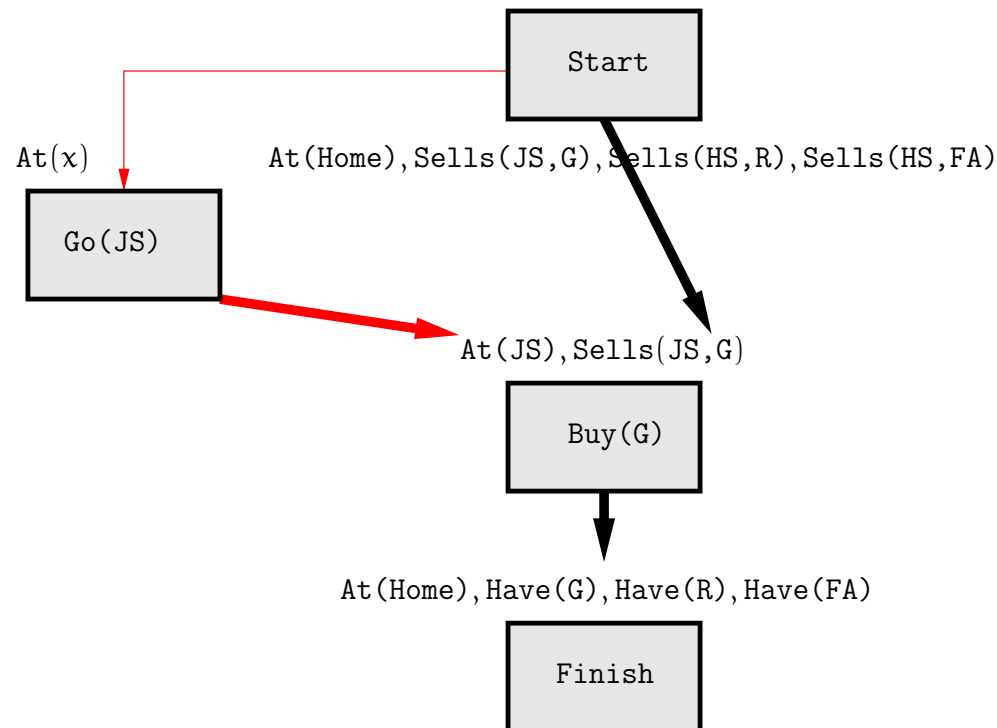 Start
At(x)
At(Home),Sells(JS,G),Sells(HS,R),Sells(HS,FA)
Go(JS)
At(JS),Sells(JS,G)
Buy(G)
At(Home),Have(G),Have(R),Have(FA)
Finish